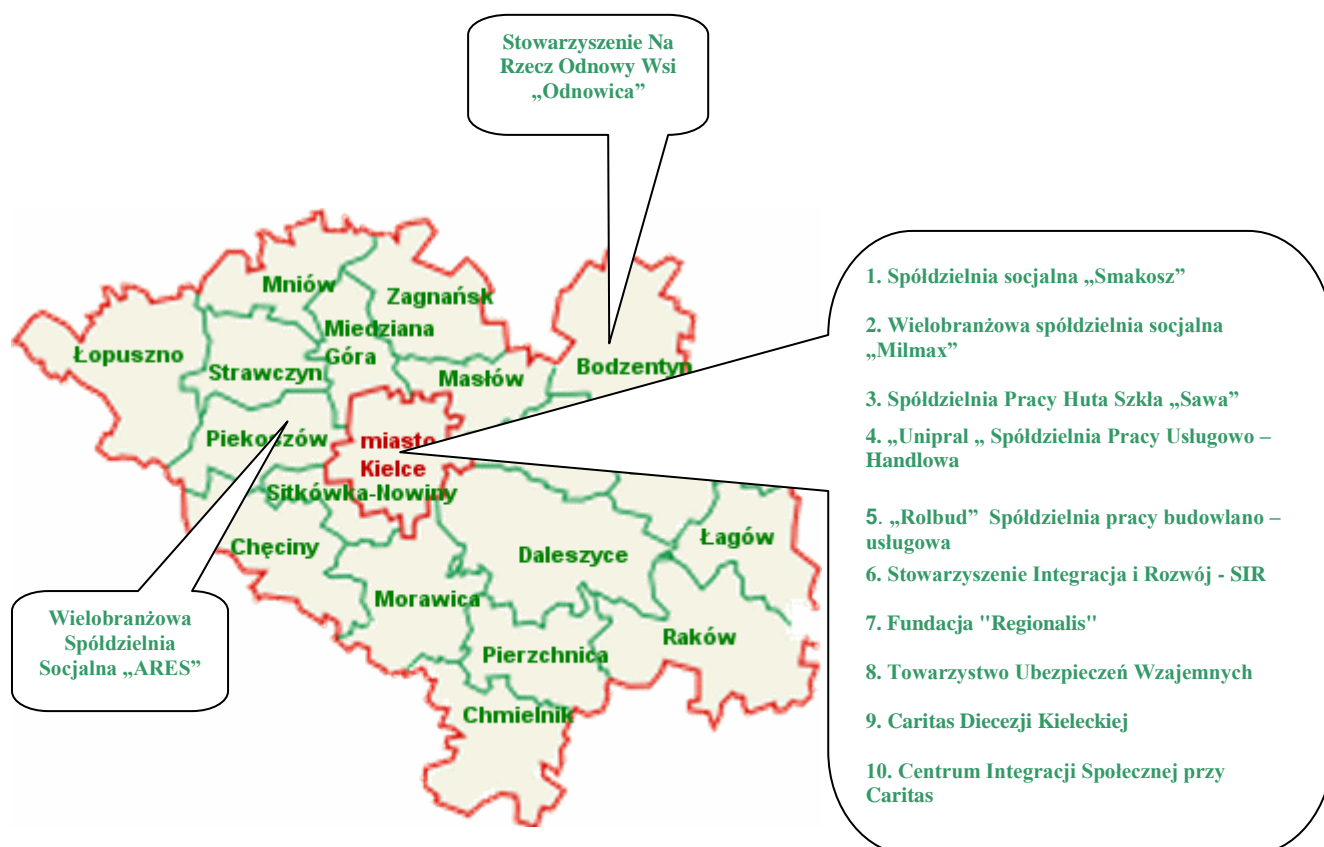 Stowarzyszenie Na
Rzecz Odnowy Wsi
„Odnowica”
Mniów
Zagnańsk
Miedziana
Góra
Łopuszno
Strawczyn
Masłów
Bodzentyn
Piekoszów
miasto
Kielce
Sitkówka-Nowiny
Chęciny
Daleszyce
Łagów
Morawica
Raków
Pierzchnica
Chmielnik
Wielobranżowa
Spółdzielnia
Socjalna „ARES”
1. Spółdzielnia socjalna „Smakosz”
2. Wielobranżowa spółdzielnia socjalna
„Milmax”
3. Spółdzielnia Pracy Huta Szkła „Sawa”
4. „Unipral „ Spółdzielnia Pracy Usługowo –
Handlowa
5. „Rolbud” Spółdzielnia pracy budowlano –
usługowa
6. Stowarzyszenie Integracja i Rozwój - SIR
7. Fundacja "Regionalis"
8. Towarzystwo Ubezpieczeń Wzajemnych
9. Caritas Diecezji Kieleckiej
10. Centrum Integracji Społecznej przy
Caritas